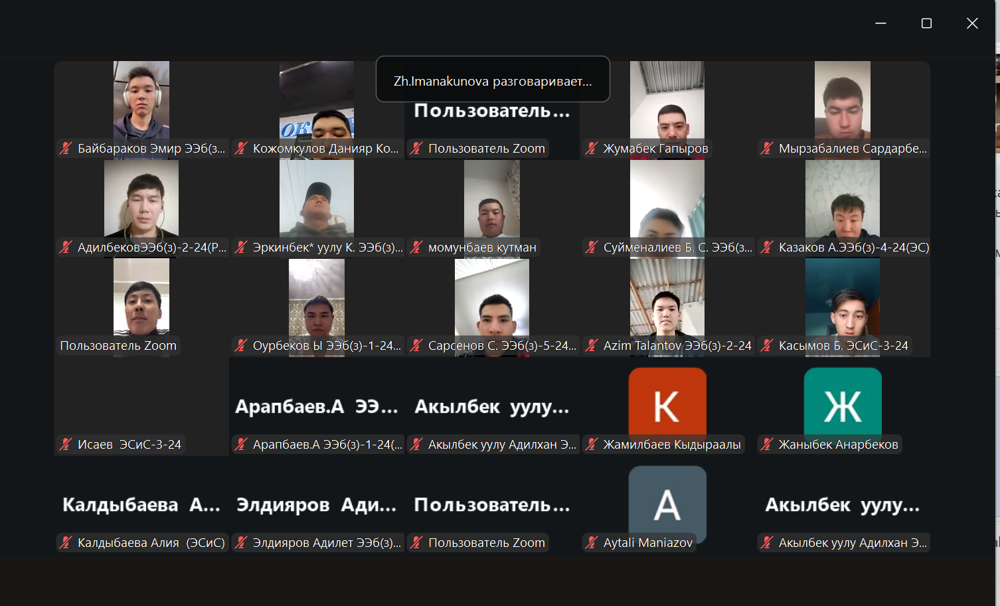 Zh.Imanakunova разговаривает...
Пользователь...
Байбараков Эмир ЭЭб(з...
Кожомкулов Данияр Ко...
Пользователь Zoom
Жумабек Гапыров
Мырзабалиев Сардарбе...
АдилбековЭЭб(з)-2-24(Р...
Эркинбек* уулу К. ЭЭб(з)...
момунбаев кутман
Суйменалиев Б. С. ЭЭб(з...
Казаков А.ЭЭб(з)-4-24(ЭС)
Пользователь Zoom
Оурбеков Ы ЭЭб(з)-1-24...
Сарсенов С. ЭЭб(з)-5-24...
Azim Talantov ЭЭб(з)-2-24
Касымов Б. ЭСиС-3-24
Арапбаев.А ЭЭ...
Акылбек уулу...
К
Ж
Исаев ЭСиС-3-24
Арапбаев.А ЭЭб(з)-1-24(...
Акылбек уулу Адилхан Э...
Жамилбаев Кыдыраалы
Жаныбек Анарбеков
Калдыбаева А...
Элдияров Ади...
Пользователь...
А
Акылбек уулу...
Калдыбаева Алия (ЭСиС)
Элдияров Адилет ЭЭб(з)...
Пользователь Zoom
Aytali Maniazov
Акылбек уулу Адилхан Э...